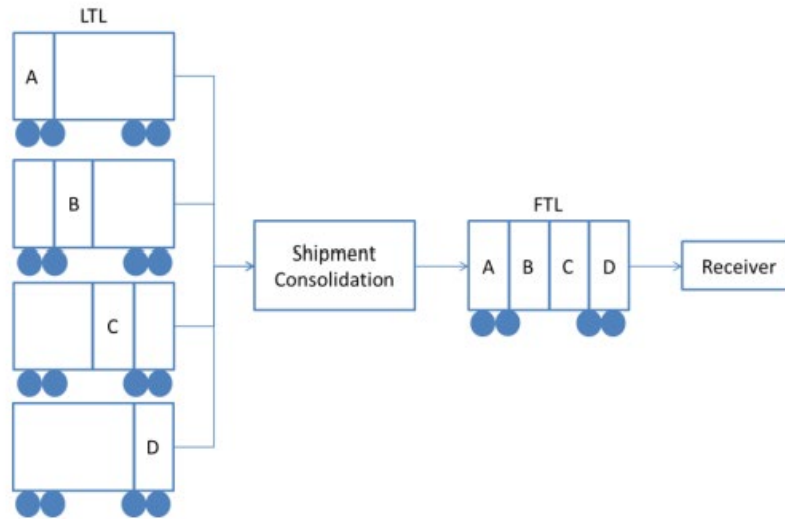 LTL
A
B
C
D
Shipment
Consolidation
FTL
A B C D
Receiver